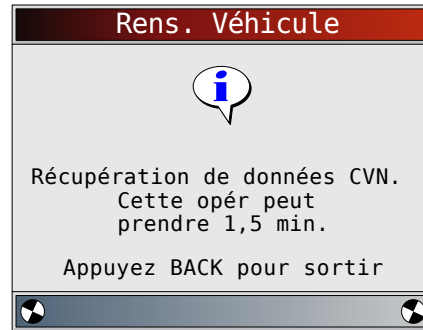 Rens. Véhicule
i
Récupération de données CVN.
Cette opér peut
prendre 1,5 min.
Appuyez BACK pour sortir